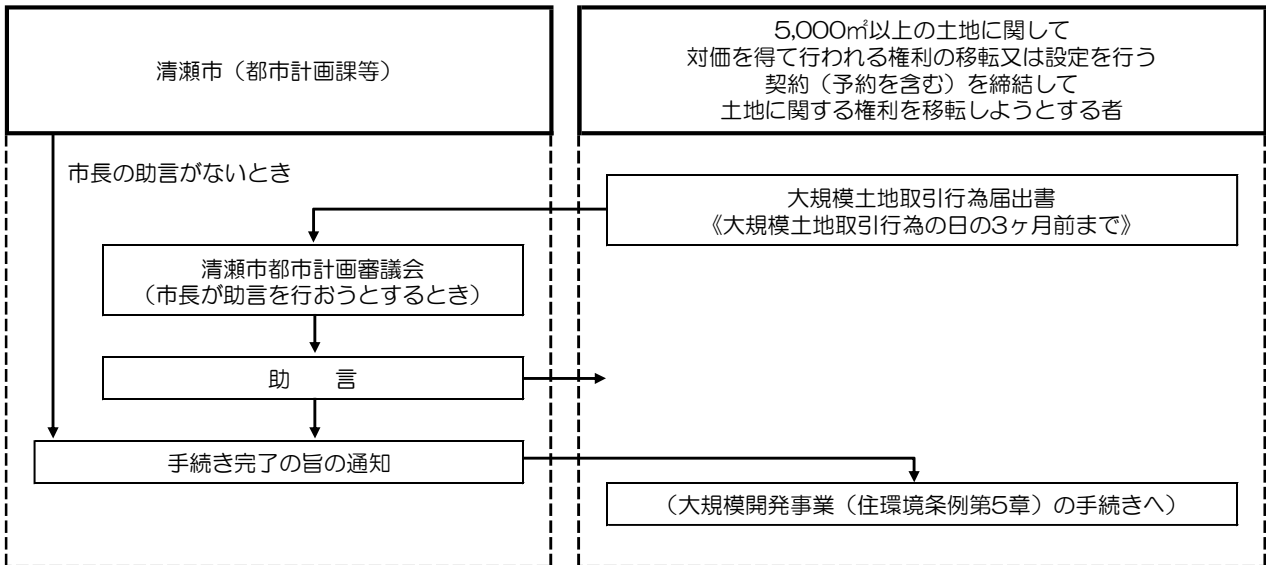 清瀬市（都市計画課等）
5,000㎡以上の土地に関して
対価を得て行われる権利の移転又は設定を行う
契約（予約を含む）を締結して
土地に関する権利を移転しようとする者
市長の助言がないとき
大規模土地取引行為届出書
《大規模土地取引行為の日の3ヶ月前まで》
清瀬市都市計画審議会
（市長が助言を行おうとするとき）
助　　言
手続き完了の旨の通知
（大規模開発事業（住環境条例第5章）の手続きへ）